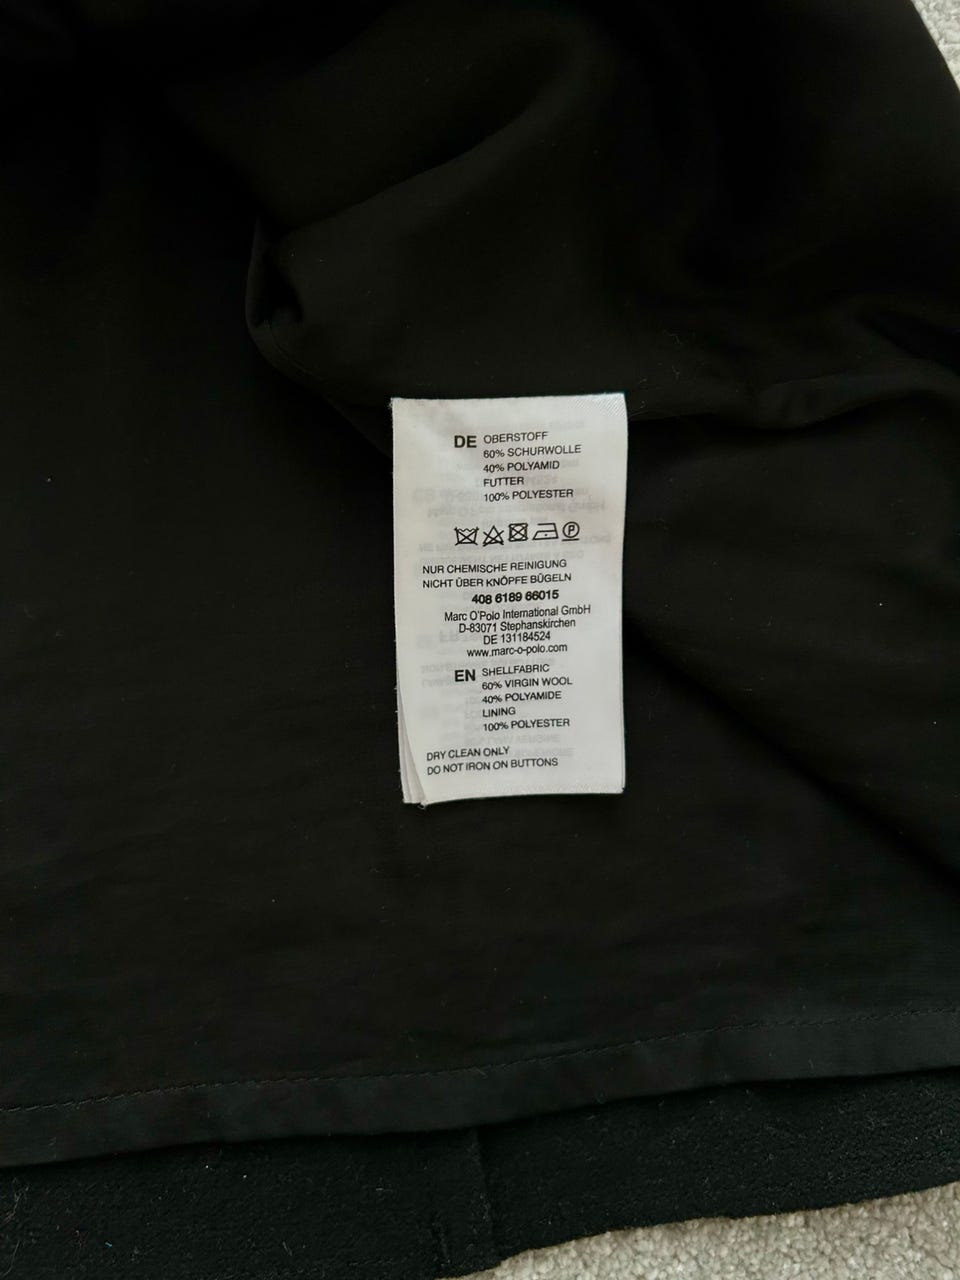 DE OBERSTOFF
60% SCHURWOLLE
40% POLYAMID
FUTTER
100% POLYESTER
P
NUR CHEMISCHE REINIGUNG
NICHT ÜBER KNÖPFE BÜGELN
408 6189 66015
Marc O'Polo International GmbH
D-83071 Stephanskirchen
DE 131184524
www.marc-o-polo.com
EN SHELLFABRIC
60% VIRGIN WOOL
40% POLYAMIDE
LINING
100% POLYESTER
DRY CLEAN ONLY
DO NOT IRON ON BUTTONS